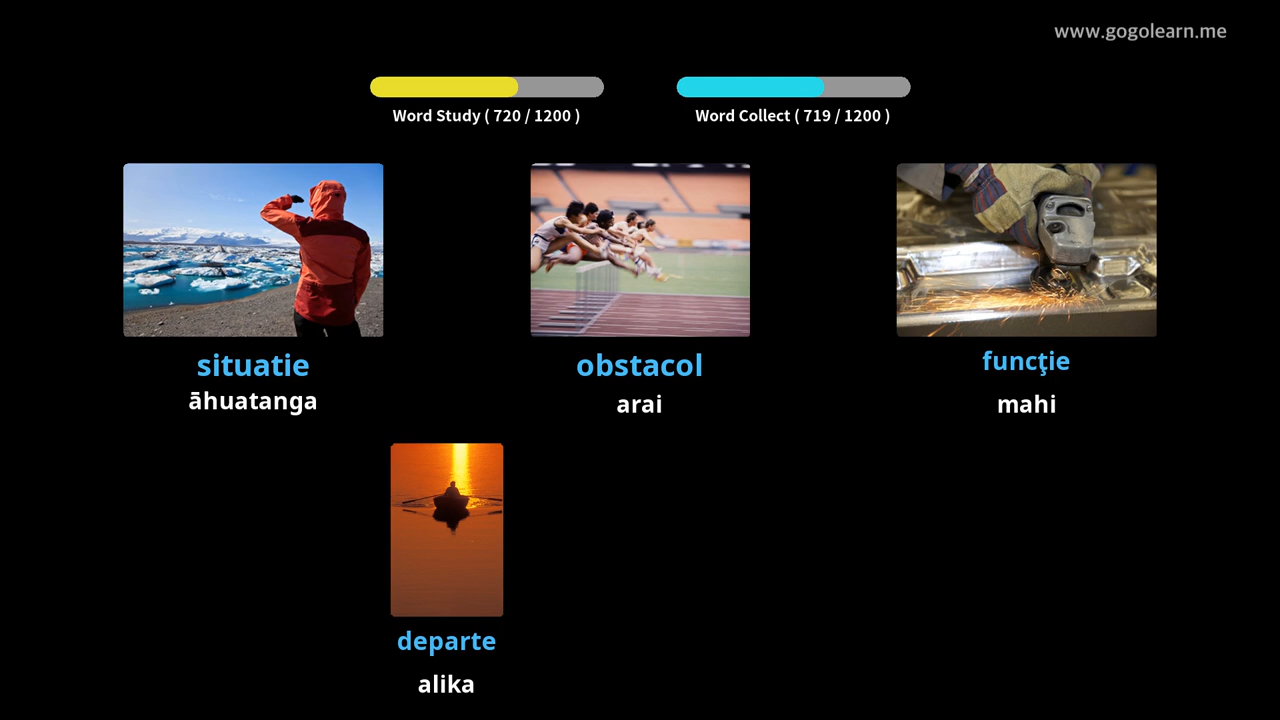 www.gogolearn.me
Word Study ( 720 / 1200 )
Word Collect ( 719 / 1200 )
situatie
āhuatanga
obstacol
arai
funcţie
mahi
departe
alika